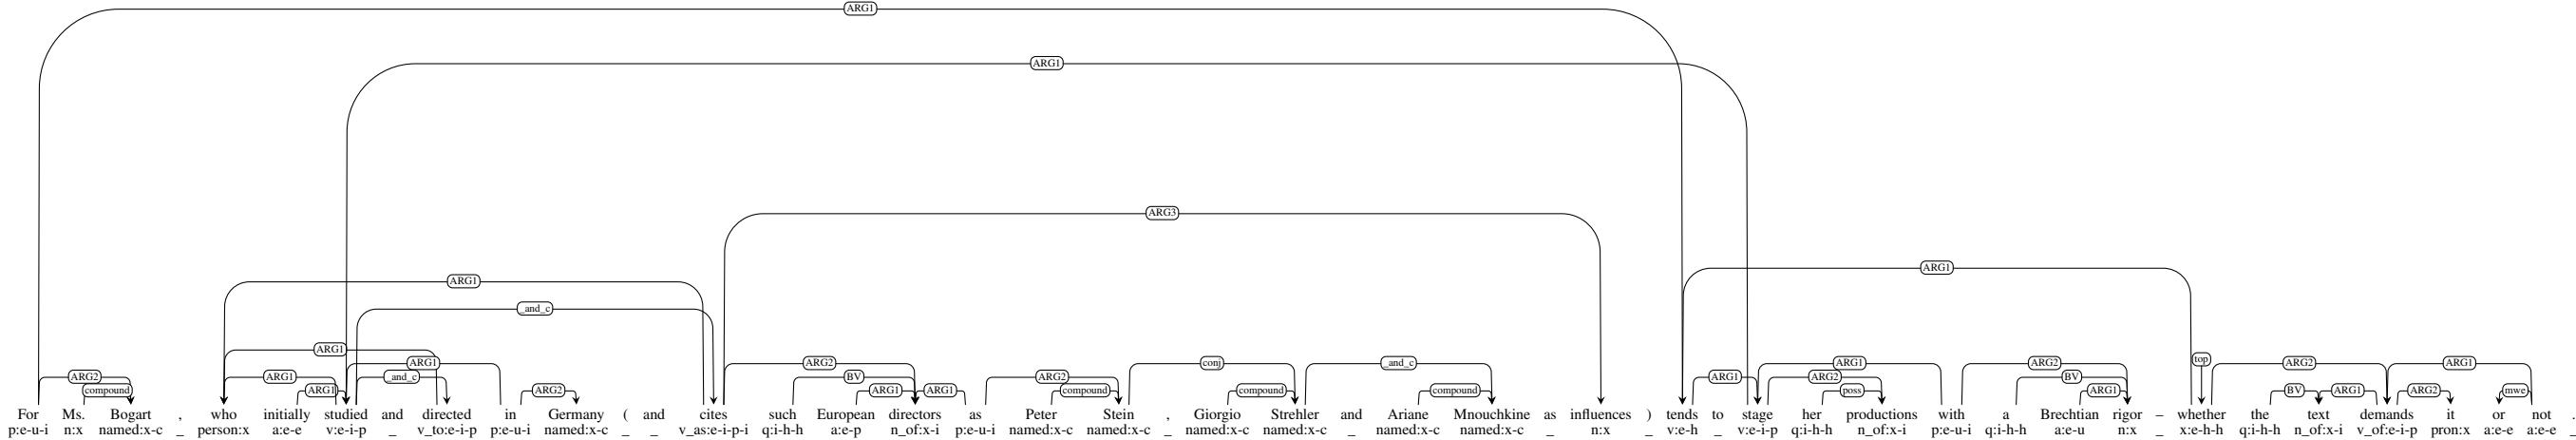 ARG1
ARG1
ARG3
ARG1
ARG1
_and_c
ARG1 top
ARG1 ARG2 conj _and_c ARG1 ARG2 ARG2 ARG1
ARG2 ARG1 _and_c BV ARG2 ARG1 ARG2 BV
compound ARG1 ARG2 ARG1 ARG1 compound compound compound poss ARG1 BV ARG1 ARG2 mwe
For Ms. Bogart , who initially studied and directed in Germany ( and cites such European directors as Peter Stein , Giorgio Strehler and Ariane Mnouchkine as influences ) tends to stage her productions with a Brechtian rigor – whether the text demands it or not .
p:e-u-i n:x named:x-c _ person:x a:e-e v:e-i-p _ v_to:e-i-p p:e-u-i named:x-c _ _ v_as:e-i-p-i q:i-h-h a:e-p n_of:x-i p:e-u-i named:x-c named:x-c _ named:x-c named:x-c _ named:x-c named:x-c _ n:x _ v:e-h _ v:e-i-p q:i-h-h n_of:x-i p:e-u-i q:i-h-h a:e-u n:x _ x:e-h-h q:i-h-h n_of:x-i v_of:e-i-p pron:x a:e-e a:e-e _